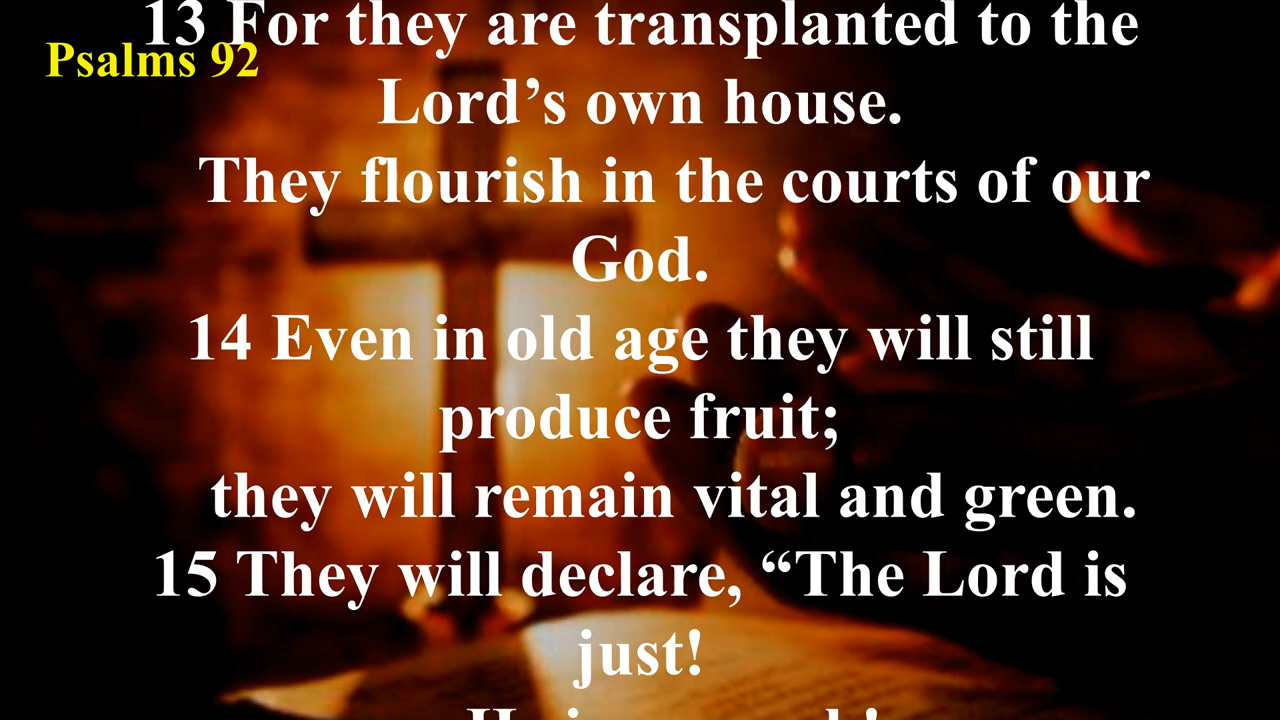 13 For they are transplanted to the
Psalms 92
Lord’s own house.
They flourish in the courts of our
God.
14 Even in old age they will still
produce fruit;
they will remain vital and green.
15 They will declare, “The Lord is
just!